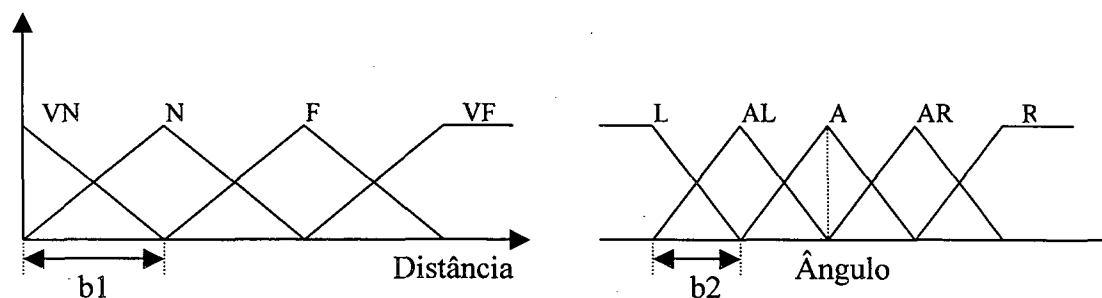 VN N F VF
Distância
b1
L AL A AR R
Ângulo
b2